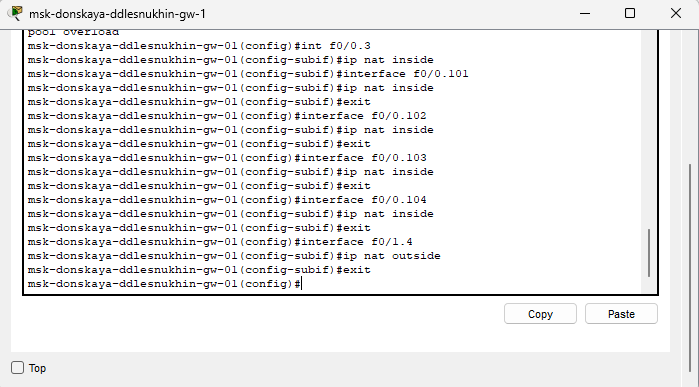 msk-donskaya-ddlesnukhin-gw-1
pool overload
msk-donskaya-ddlesnukhin-gw-01(config)#int f0/0.3
msk-donskaya-ddlesnukhin-gw-01(config-subif)#ip nat inside
msk-donskaya-ddlesnukhin-gw-01(config-subif)#interface f0/0.101
msk-donskaya-ddlesnukhin-gw-01(config-subif)#ip nat inside
msk-donskaya-ddlesnukhin-gw-01(config-subif)#exit
msk-donskaya-ddlesnukhin-gw-01(config)#interface f0/0.102
msk-donskaya-ddlesnukhin-gw-01(config-subif)#ip nat inside
msk-donskaya-ddlesnukhin-gw-01(config-subif)#exit
msk-donskaya-ddlesnukhin-gw-01(config)#interface f0/0.103
msk-donskaya-ddlesnukhin-gw-01(config-subif)#ip nat inside
msk-donskaya-ddlesnukhin-gw-01(config-subif)#exit
msk-donskaya-ddlesnukhin-gw-01(config)#interface f0/0.104
msk-donskaya-ddlesnukhin-gw-01(config-subif)#ip nat inside
msk-donskaya-ddlesnukhin-gw-01(config-subif)#exit
msk-donskaya-ddlesnukhin-gw-01(config)#interface f0/1.4
msk-donskaya-ddlesnukhin-gw-01(config-subif)#ip nat outside
msk-donskaya-ddlesnukhin-gw-01(config-subif)#exit
msk-donskaya-ddlesnukhin-gw-01(config)#
Copy Paste
Top